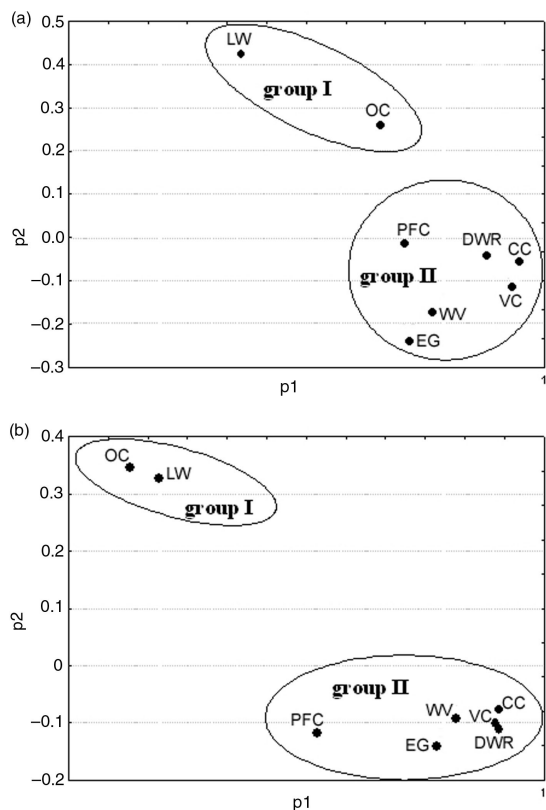 (a)
0.5
LW
0.4
group I
0.3
OC
0.2
0.1
p2
0.0
PFC
DWR
CC
–0.1
group II
VC
WV
–0.2
EG
–0.3
p1
1
(b)
0.4
OC
LW
0.3
group I
0.2
0.1
p2
0
group II
CC
WV
VC
–0.1
PFC
DWR
EG
–0.2
p1
1